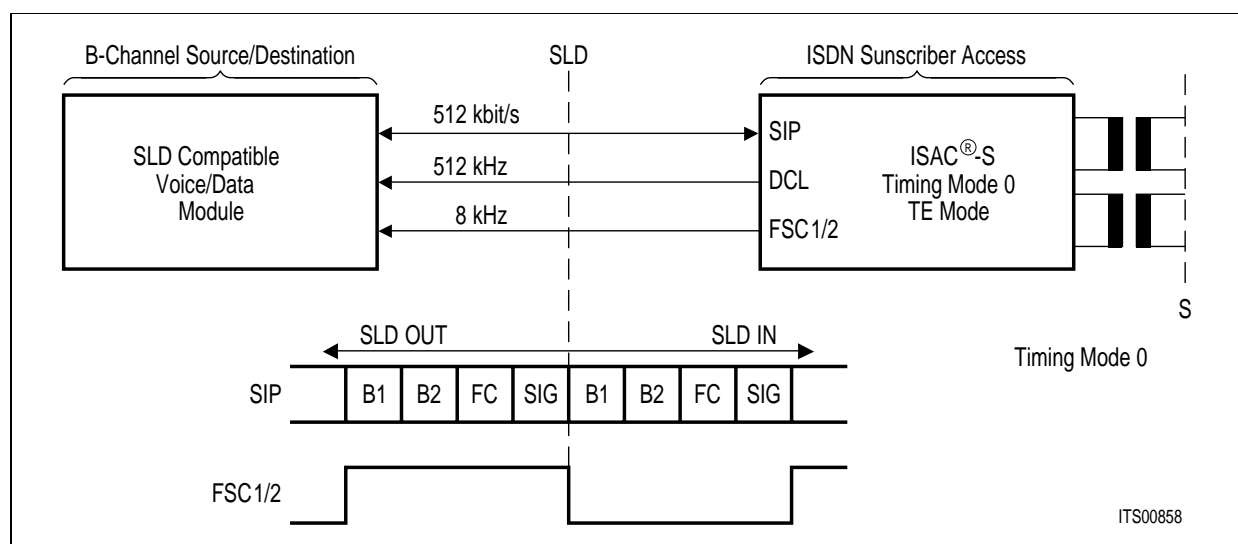 B-Channel Source/Destination
SLD
ISDN Sunscriber Access
SLD Compatible
Voice/Data
Module
512 kbit/s
512 kHz
8 kHz
SIP
DCL
FSC1/2
ISAC®-S
Timing Mode 0
TE Mode
S
SLD OUT
SLD IN
Timing Mode 0
SIP
B1 B2 FC SIG B1 B2 FC SIG
FSC1/2
ITS00858